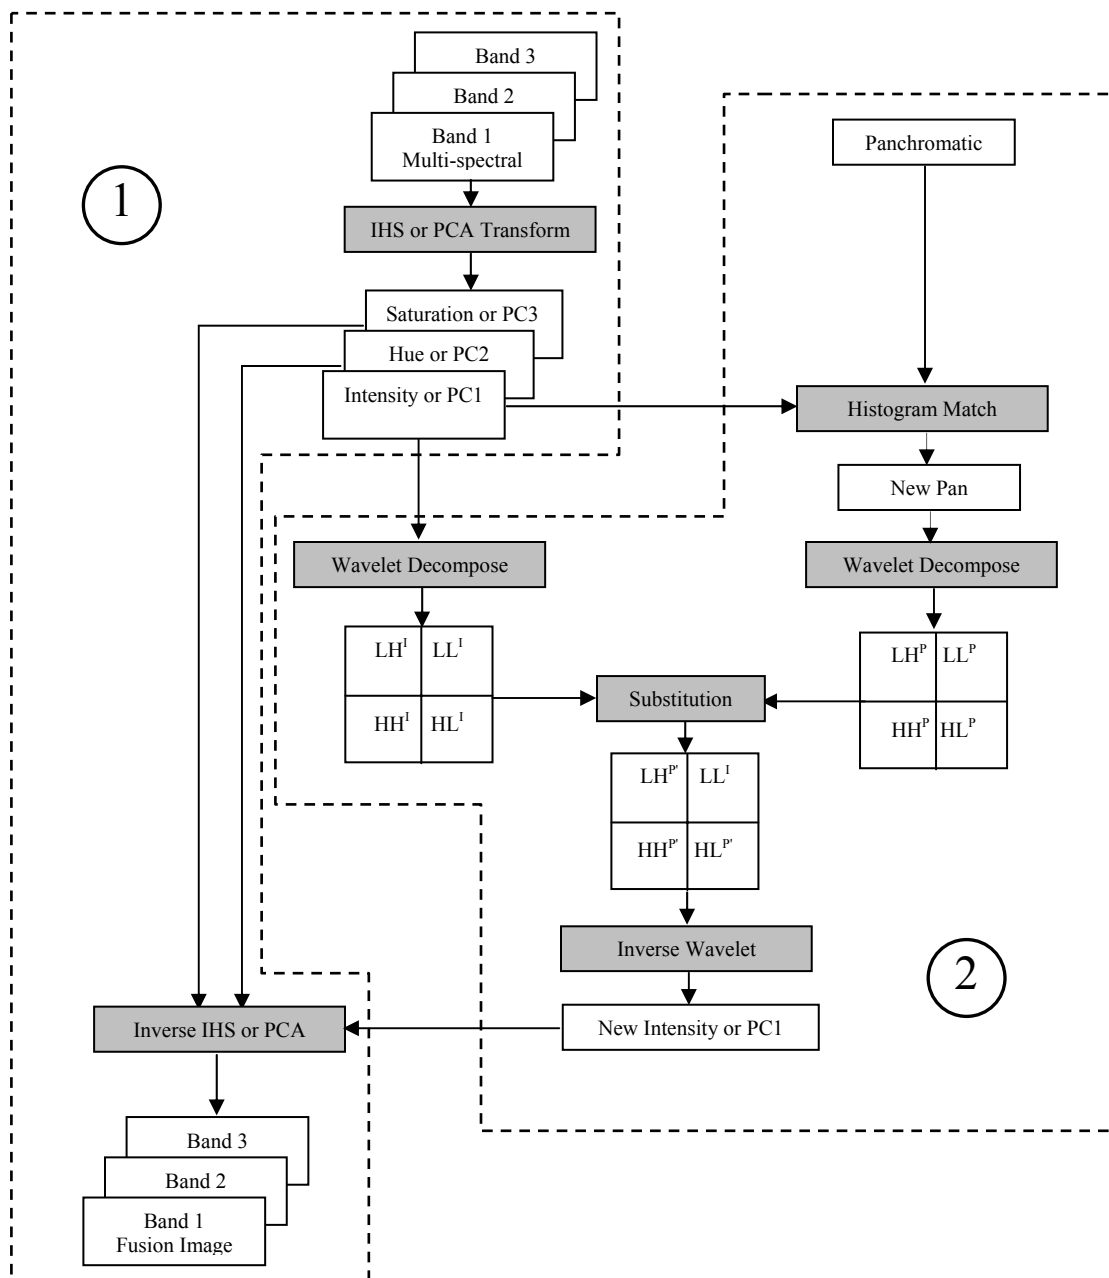 Band 3
Band 2
Band 1
Multi-spectral
Panchromatic
1
IHS or PCA Transform
Saturation or PC3
Hue or PC2
Intensity or PC1
Histogram Match
New Pan
Wavelet Decompose
Wavelet Decompose
LH^I LL^I
HH^I HL^I
Substitution
LH^P LL^P
HH^P HL^P
LH^P' LL^I
HH^P' HL^P'
Inverse Wavelet
2
Inverse IHS or PCA
New Intensity or PC1
Band 3
Band 2
Band 1
Fusion Image